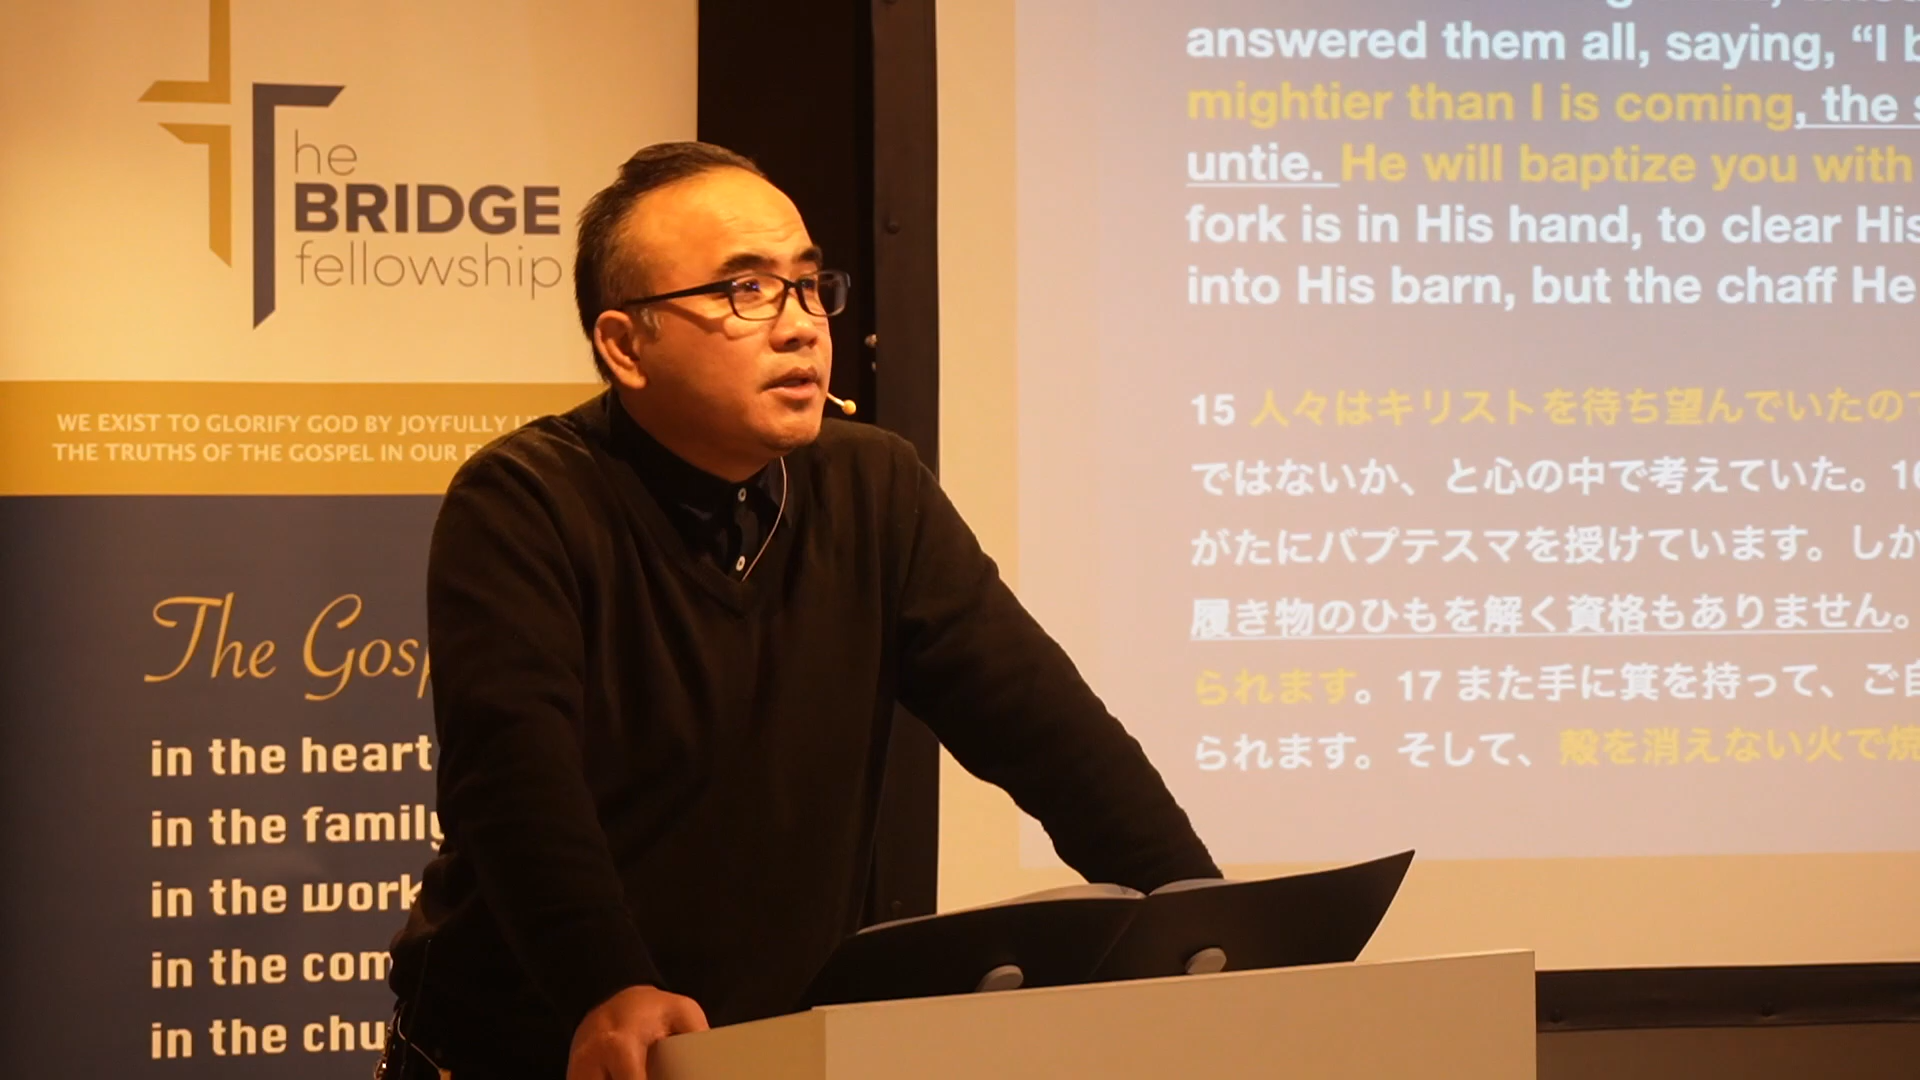 he
BRIDGE
fellowship
WE EXIST TO GLORIFY GOD BY JOYFULLY
THE TRUTHS OF THE GOSPEL IN OUR
The Gosp
in the heart
in the family
in the work
in the com
in the chu
answered them all, saying, “I b
mightier than I is coming, the s
untie. He will baptize you with
fork is in His hand, to clear His
into His barn, but the chaff He
15 人々はキリストを待ち望んでいたので
ではないか、と心の中で考えていた。16
がたにバプテスマを授けています。しか
履き物のひもを解く資格もありません。
られます。17 また手に箕を持って、ご自
られます。そして、殻を消えない火で焼